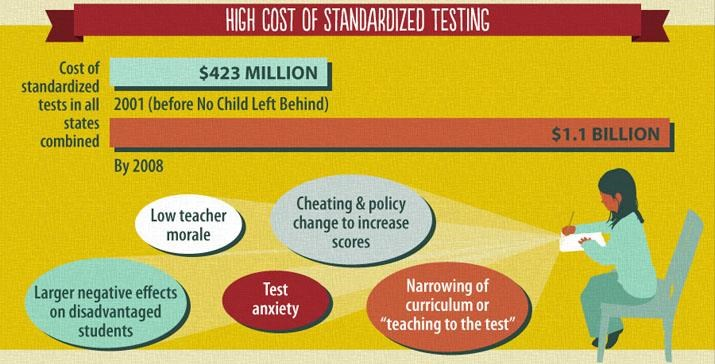 HIGH COST OF STANDARDIZED TESTING
Cost of
standardized
tests in all
states
combined
$423 MILLION
2001 (before No Child Left Behind)
$1.1 BILLION
By 2008
Low teacher
morale
Cheating & policy
change to increase
scores
Larger negative effects
on disadvantaged
students
Test
anxiety
Narrowing of
curriculum or
“teaching to the test”